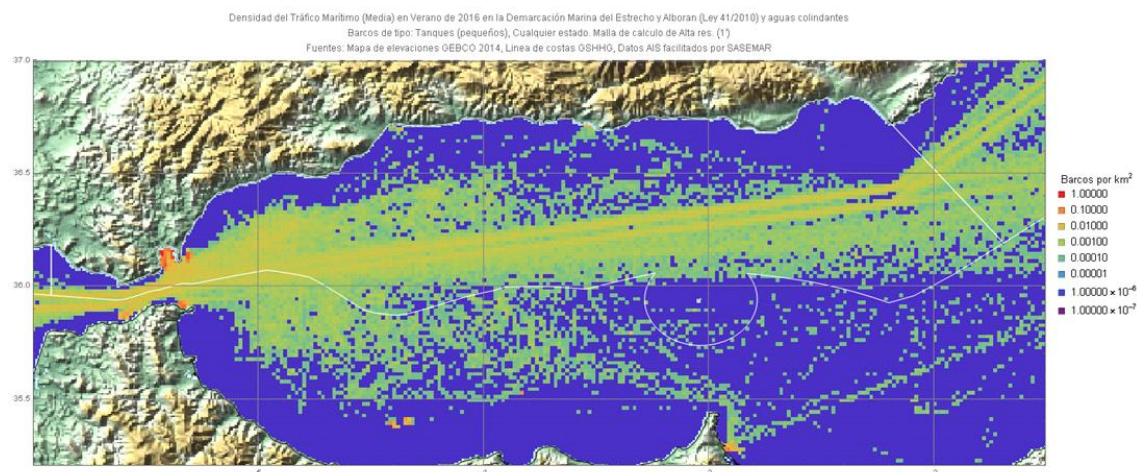 Densidad del Tráfico Marítimo (Media) en Verano de 2016 en la Demarcación Marina del Estrecho y Alboran (Ley 41/2010) y aguas colindantes
Barcos de tipo: Tanques (pequeños), Cualquier estado. Malla de calculo de Alta res. (1')
Fuentes: Mapa de elevaciones GEBCO 2014, Linea de costas GSHHG, Datos AIS facilitados por SASEMAR
37.0
36.5
36.0
35.5
Barcos por km²
1.00000
0.10000
0.01000
0.00100
0.00010
0.00001
1.00000 × 10⁻⁶
1.00000 × 10⁻⁷